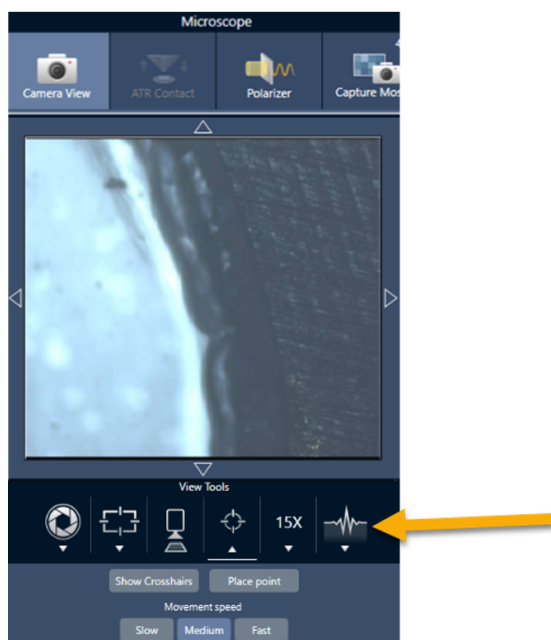 Microscope
Camera View ATR Contact Polarizer Capture Mos
View Tools
15X
Show Crosshairs Place point
Movement speed
Slow Medium Fast